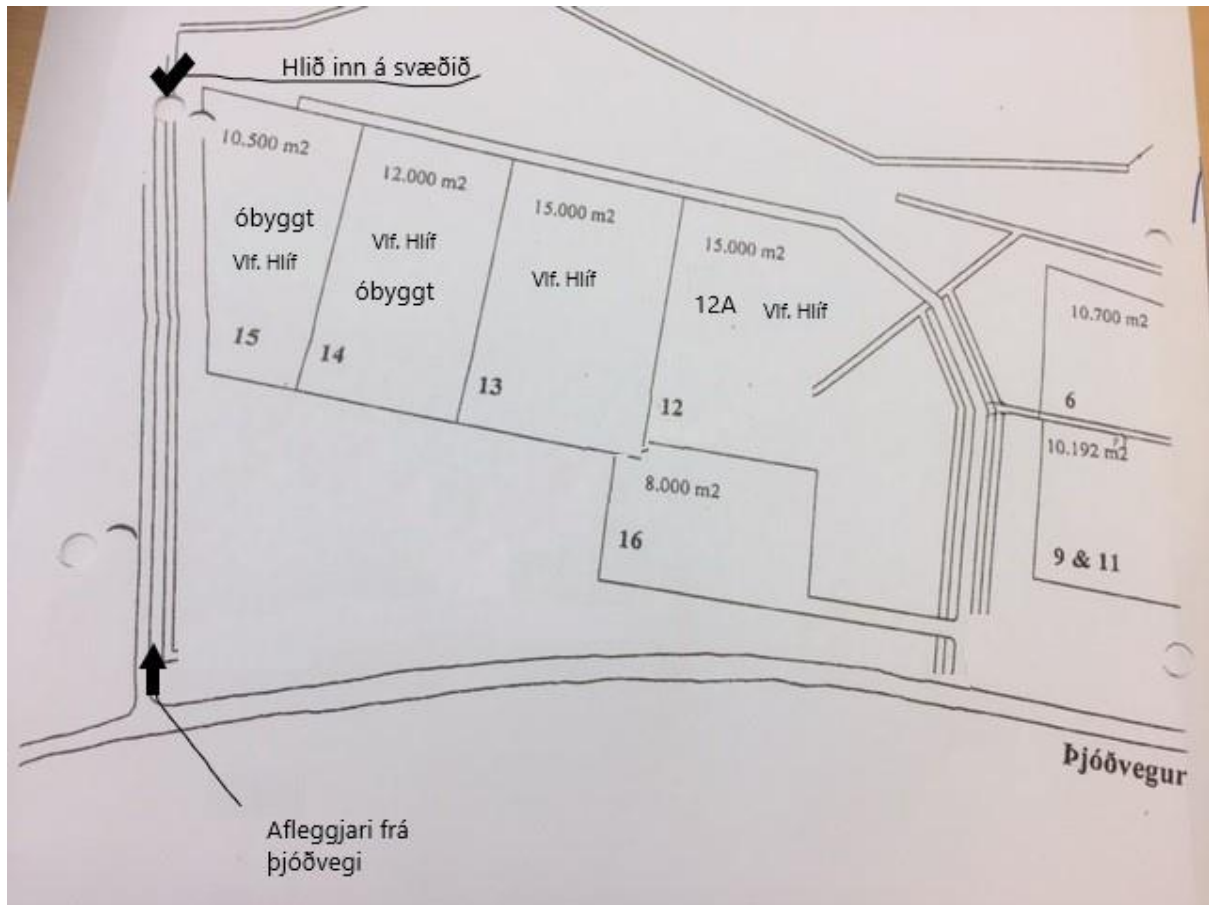 Hlið inn á svæðið
10.500 m2
óbyggt
Vlf. Hlíf
15
12.000 m2
Vlf. Hlíf
óbyggt
14
15.000 m2
Vlf. Hlíf
13
15.000 m2
12A Vlf. Hlíf
12
10.700 m2
6
10.192 m2
9 & 11
8.000 m2
16
Þjóðvegur
Afleggjari frá
þjóðvegi